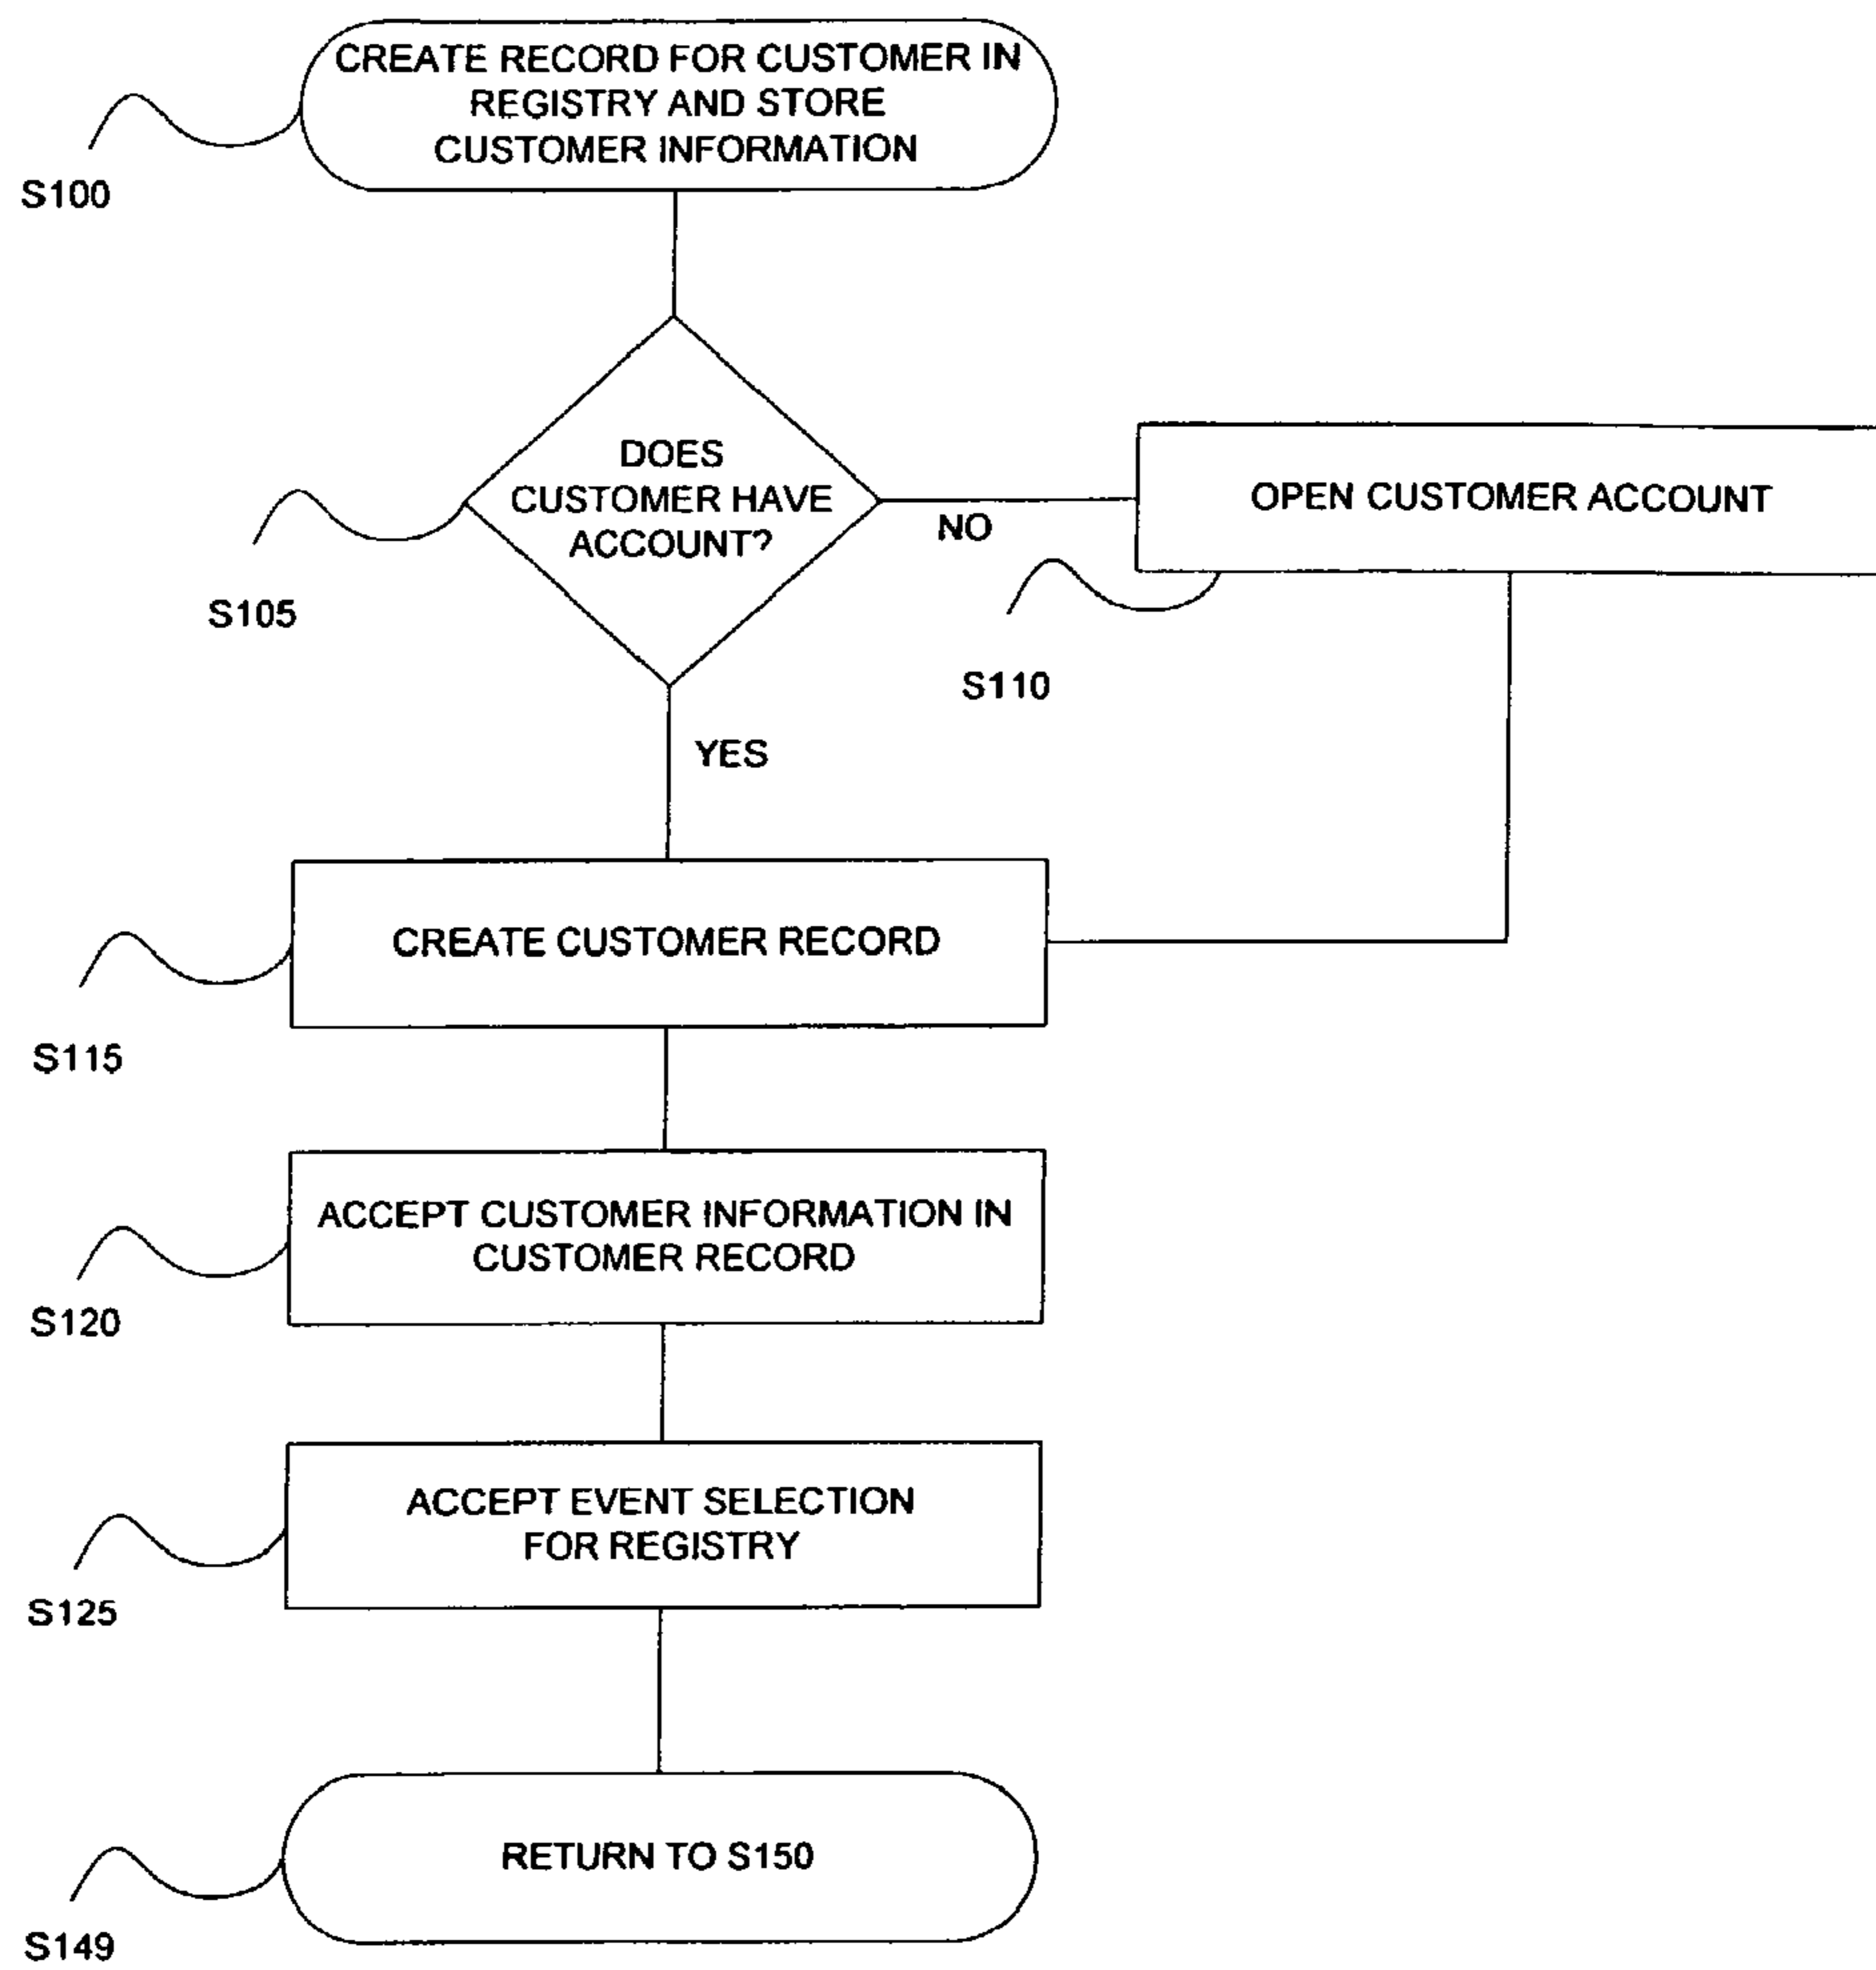 CREATE RECORD FOR CUSTOMER IN
REGISTRY AND STORE
CUSTOMER INFORMATION
S100
DOES
CUSTOMER HAVE
ACCOUNT?
S105
NO
OPEN CUSTOMER ACCOUNT
S110
YES
CREATE CUSTOMER RECORD
S115
ACCEPT CUSTOMER INFORMATION IN
CUSTOMER RECORD
S120
ACCEPT EVENT SELECTION
FOR REGISTRY
S125
RETURN TO S150
S149